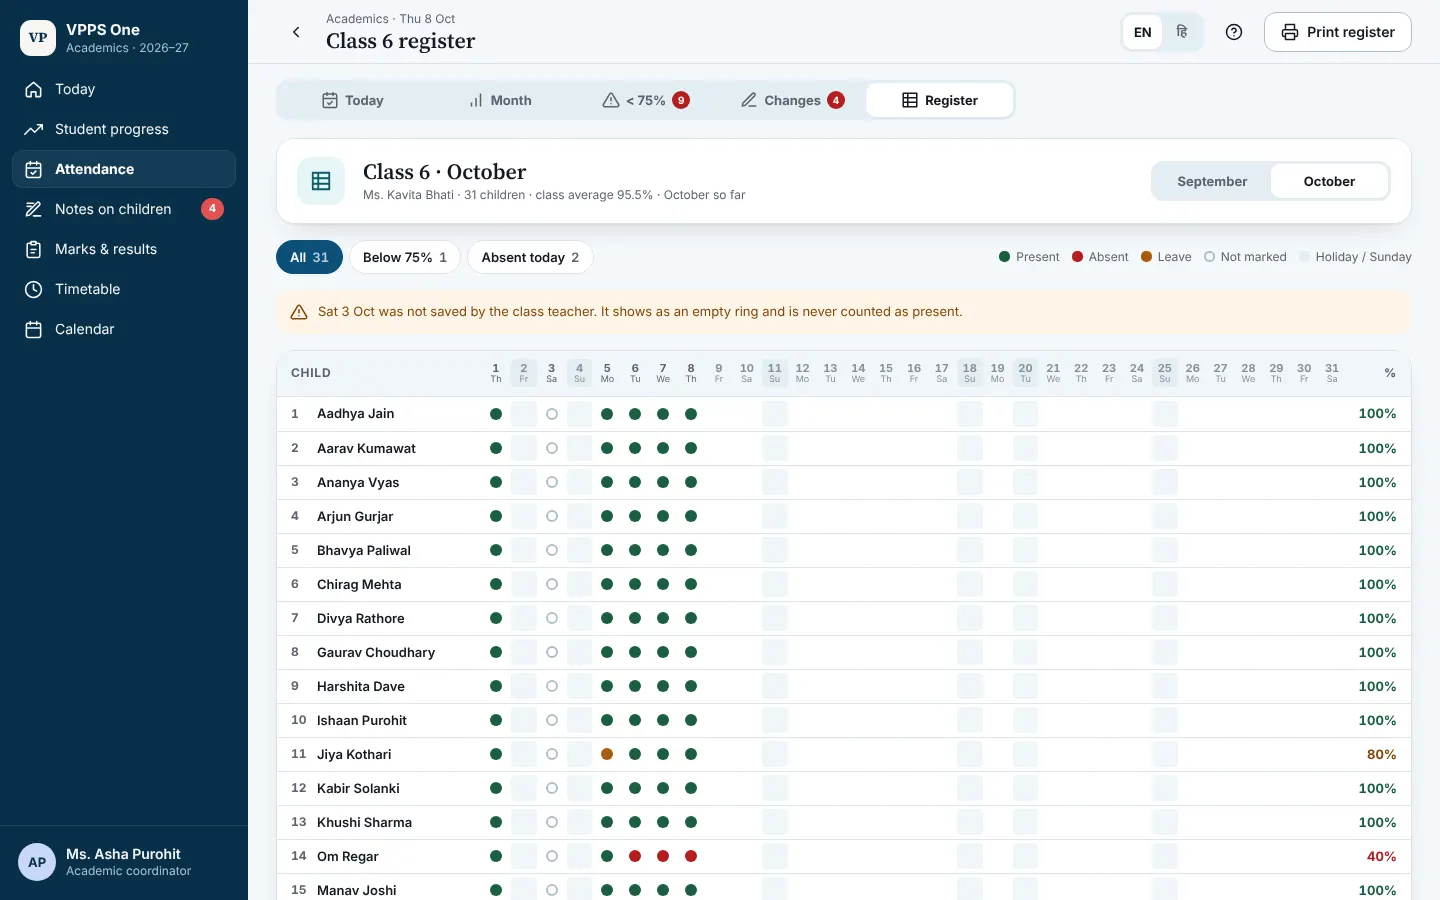 VP
VPPS One
Academics · 2026–27
Today
Student progress
Attendance
Notes on children 4
Marks & results
Timetable
Calendar
AP
Ms. Asha Purohit
Academic coordinator
Academics · Thu 8 Oct
Class 6 register
EN हिं
Print register
Today
Month
< 75% 9
Changes 4
Register
Class 6 · October
Ms. Kavita Bhati · 31 children · class average 95.5% · October so far
September
October
All 31
Below 75% 1
Absent today 2
Present
Absent
Leave
Not marked
Holiday / Sunday
Sat 3 Oct was not saved by the class teacher. It shows as an empty ring and is never counted as present.
CHILD 1 2 3 4 5 6 7 8 9 10 11 12 13 14 15 16 17 18 19 20 21 22 23 24 25 26 27 28 29 30 31 %
Th Fr Sa Su Mo Tu We Th Fr Sa Su Mo Tu We Th Fr Sa Su Mo Tu We Th Fr Sa Su Mo Tu We Th Fr Sa
1 Aadhya Jain 100%
2 Aarav Kumawat 100%
3 Ananya Vyas 100%
4 Arjun Gurjar 100%
5 Bhavya Paliwal 100%
6 Chirag Mehta 100%
7 Divya Rathore 100%
8 Gaurav Choudhary 100%
9 Harshita Dave 100%
10 Ishaan Purohit 100%
11 Jiya Kothari 80%
12 Kabir Solanki 100%
13 Khushi Sharma 100%
14 Om Regar 40%
15 Manav Joshi 100%